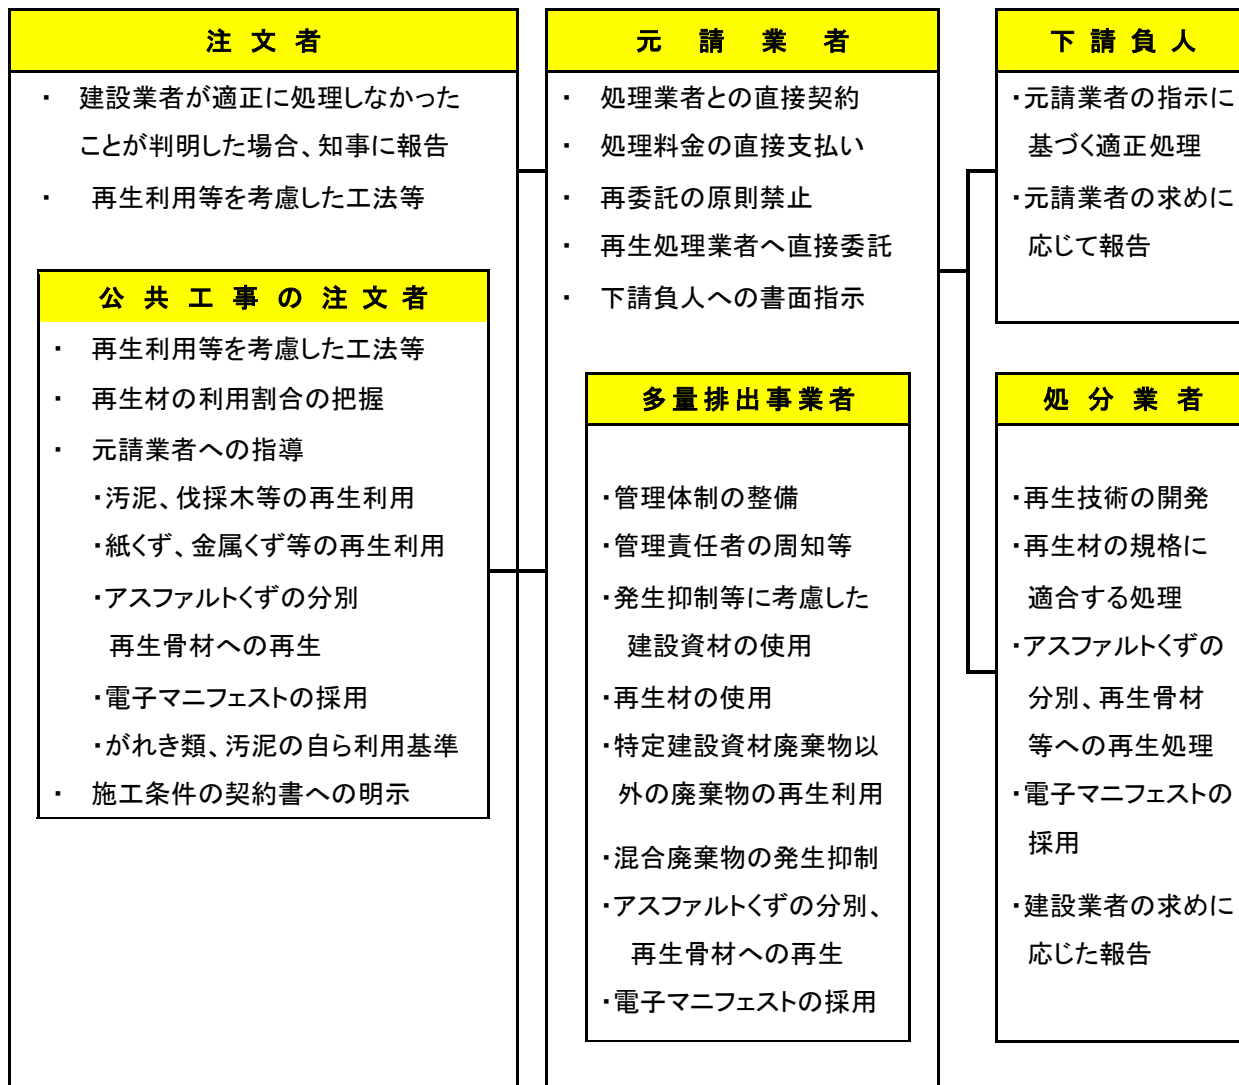 注文者
・ 建設業者が適正に処理しなかった
ことが判明した場合、知事に報告
・ 再生利用等を考慮した工法等
公共工事の注文者
・ 再生利用等を考慮した工法等
・ 再生材の利用割合の把握
・ 元請業者への指導
・汚泥、伐採木等の再生利用
・紙くず、金属くず等の再生利用
・アスファルトくずの分別
再生骨材への再生
・電子マニフェストの採用
・がれき類、汚泥の自ら利用基準
・ 施工条件の契約書への明示
元請業者
・ 処理業者との直接契約
・ 処理料金の直接支払い
・ 再委託の原則禁止
・ 再生処理業者へ直接委託
・ 下請負人への書面指示
多量排出事業者
・管理体制の整備
・管理責任者の周知等
・発生抑制等に考慮した
建設資材の使用
・再生材の使用
・特定建設資材廃棄物以
外の廃棄物の再生利用
・混合廃棄物の発生抑制
・アスファルトくずの分別、
再生骨材への再生
・電子マニフェストの採用
下請負人
・元請業者の指示に
基づく適正処理
・元請業者の求めに
応じて報告
処分業者
・再生技術の開発
・再生材の規格に
適合する処理
・アスファルトくずの
分別、再生骨材
等への再生処理
・電子マニフェストの
採用
・建設業者の求めに
応じた報告